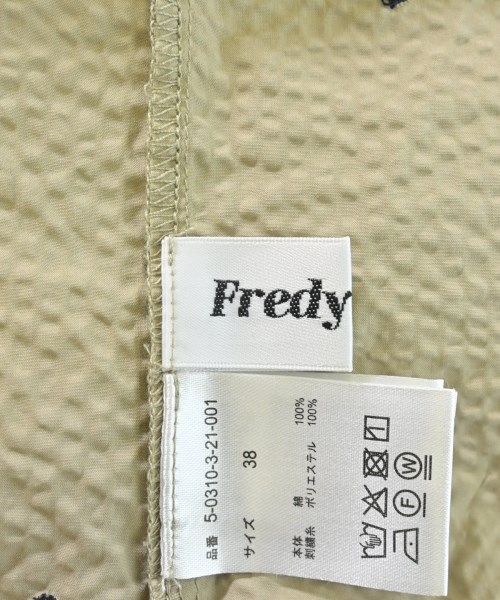 Fredy
品番 5-0310-3-21-001
サイズ 38
本体 綿 100%
刺繍糸 ポリエステル 100%
F W